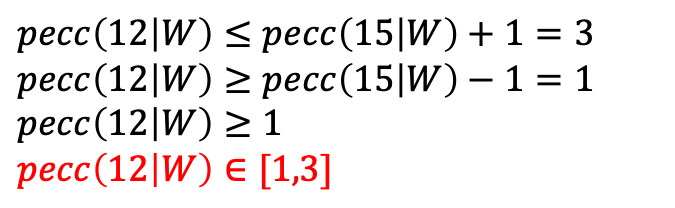 pecc(12|W) ≤ pecc(15|W) + 1 = 3
pecc(12|W) ≥ pecc(15|W) − 1 = 1
pecc(12|W) ≥ 1
pecc(12|W) ∈ [1,3]